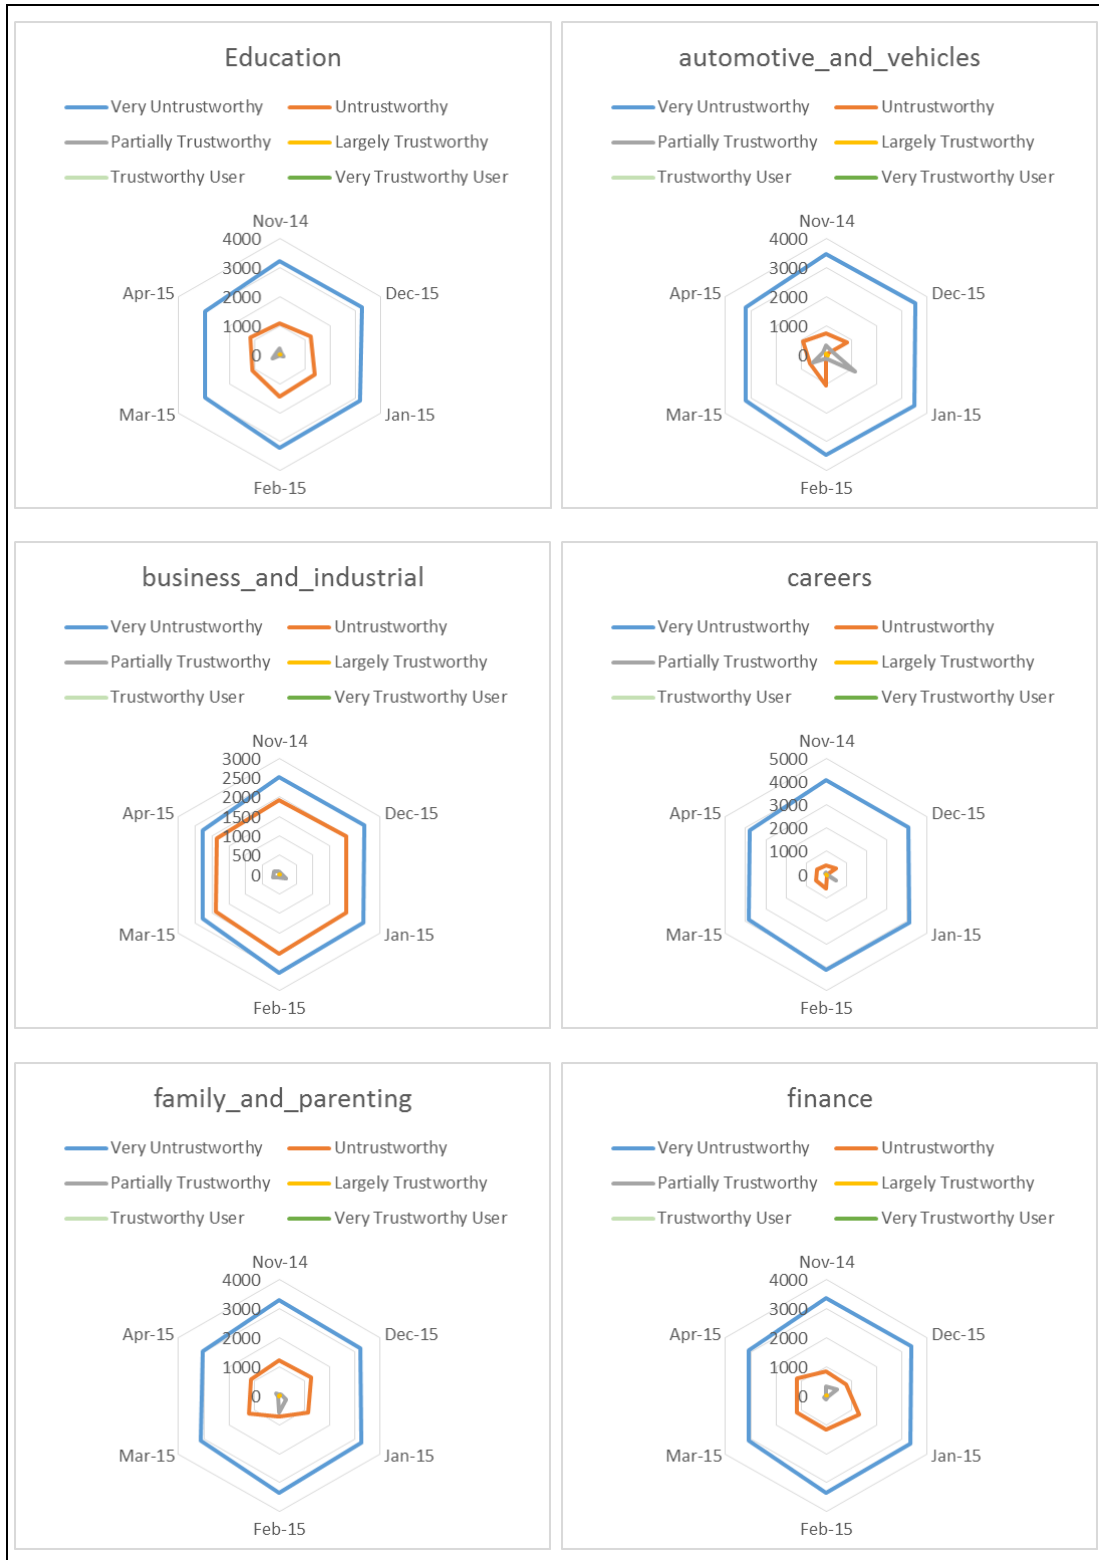 Education
Very Untrustworthy Untrustworthy
Partially Trustworthy Largely Trustworthy
Trustworthy User Very Trustworthy User
Nov-14
4000
3000
Apr-15 Dec-15
2000
1000
0
Mar-15 Jan-15
Feb-15
automotive_and_vehicles
Very Untrustworthy Untrustworthy
Partially Trustworthy Largely Trustworthy
Trustworthy User Very Trustworthy User
Nov-14
4000
3000
Apr-15 Dec-15
2000
1000
0
Mar-15 Jan-15
Feb-15
business_and_industrial
Very Untrustworthy Untrustworthy
Partially Trustworthy Largely Trustworthy
Trustworthy User Very Trustworthy User
Nov-14
3000
2500
2000
Apr-15 Dec-15
1500
1000
500
0
Mar-15 Jan-15
Feb-15
careers
Very Untrustworthy Untrustworthy
Partially Trustworthy Largely Trustworthy
Trustworthy User Very Trustworthy User
Nov-14
5000
4000
3000
Apr-15 Dec-15
2000
1000
0
Mar-15 Jan-15
Feb-15
family_and_parenting
Very Untrustworthy Untrustworthy
Partially Trustworthy Largely Trustworthy
Trustworthy User Very Trustworthy User
Nov-14
4000
3000
Apr-15 Dec-15
2000
1000
0
Mar-15 Jan-15
Feb-15
finance
Very Untrustworthy Untrustworthy
Partially Trustworthy Largely Trustworthy
Trustworthy User Very Trustworthy User
Nov-14
4000
3000
Apr-15 Dec-15
2000
1000
0
Mar-15 Jan-15
Feb-15